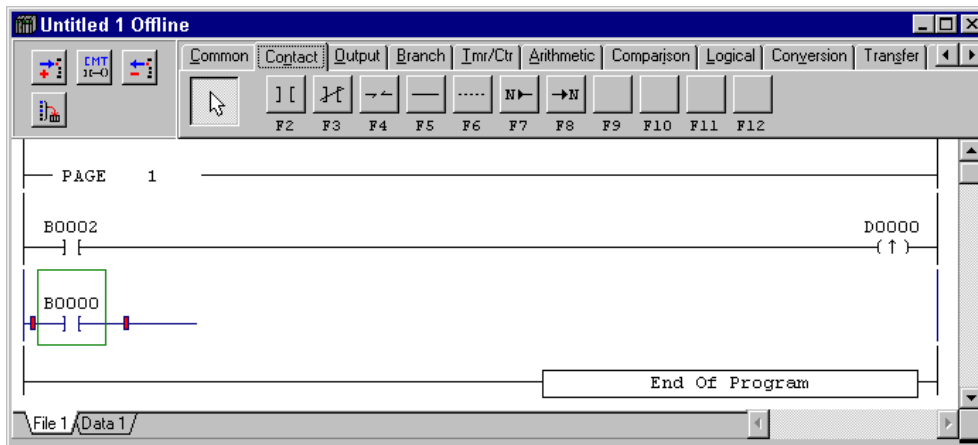 Untitled 1 Offline
Common Contact Output Branch Tmr/Ctr Arithmetic Comparison Logical Conversion Transfer
CMT
N N
F2 F3 F4 F5 F6 F7 F8 F9 F10 F11 F12
PAGE 1
B0002 D0000
B0000
End Of Program
File 1 Data 1